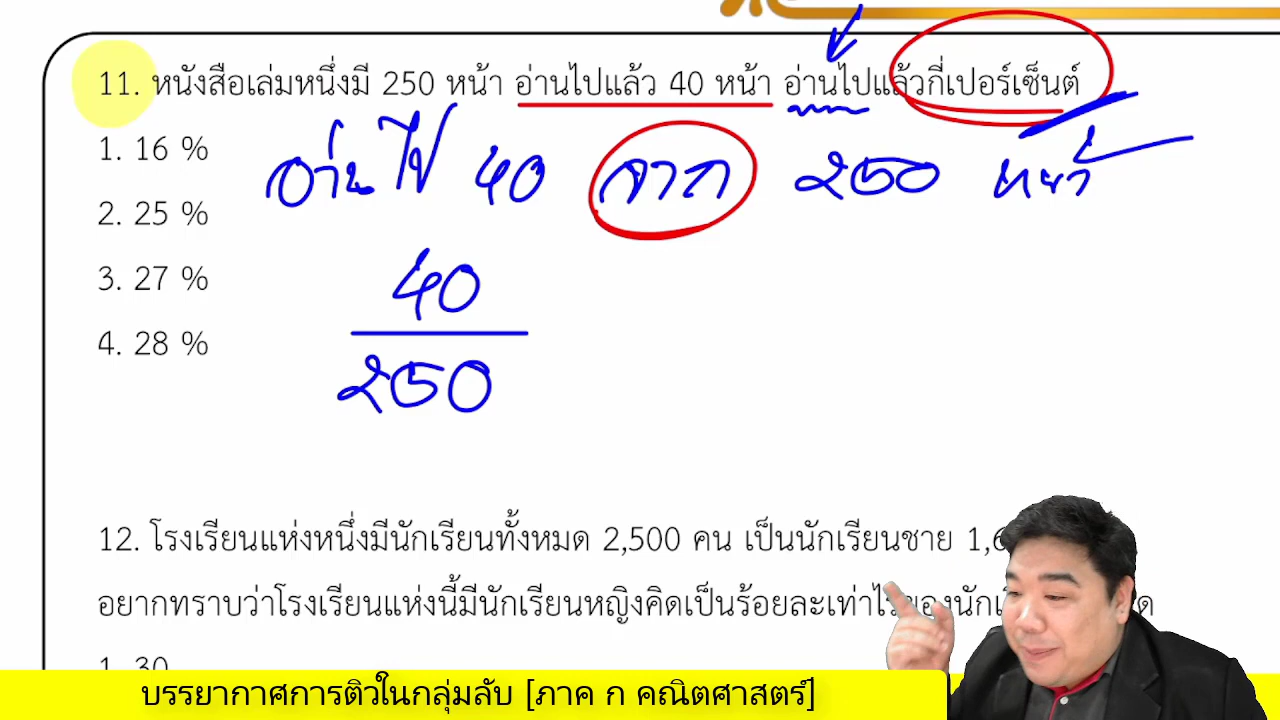 11. หนังสือเล่มหนึ่งมี 250 หน้า อ่านไปแล้ว 40 หน้า อ่านไปแล้วกี่เปอร์เซ็นต์
1. 16 %
อ่านไป 40 จาก 250 หน้า
2. 25 %
3. 27 %
40
4. 28 %
250
12. โรงเรียนแห่งหนึ่งมีนักเรียนทั้งหมด 2,500 คน เป็นนักเรียนชาย
อยากทราบว่าโรงเรียนแห่งนี้มีนักเรียนหญิงคิดเป็นร้อยละเท่าไร
1. 30
บรรยากาศการติวในกลุ่มลับ [ภาค ก คณิตศาสตร์]